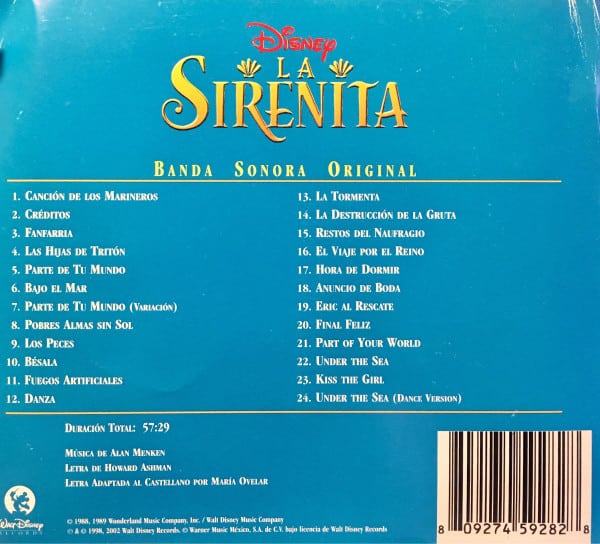 Disney
LA
SIRENITA
BANDA SONORA ORIGINAL
1. CANCIÓN DE LOS MARINEROS
2. CRÉDITOS
3. FANFARRIA
4. LAS HIJAS DE TRITÓN
5. PARTE DE TU MUNDO
6. BAJO EL MAR
7. PARTE DE TU MUNDO (VARIACIÓN)
8. POBRES ALMAS SIN SOL
9. LOS PECES
10. BÉSALA
11. FUEGOS ARTIFICIALES
12. DANZA
13. LA TORMENTA
14. LA DESTRUCCIÓN DE LA GRUTA
15. RESTOS DEL NAUFRAGIO
16. EL VIAJE POR EL REINO
17. HORA DE DORMIR
18. ANUNCIO DE BODA
19. ERIC AL RESCATE
20. FINAL FELIZ
21. PART OF YOUR WORLD
22. UNDER THE SEA
23. KISS THE GIRL
24. UNDER THE SEA (DANCE VERSION)
DURACIÓN TOTAL: 57:29
MÚSICA DE ALAN MENKEN
LETRA DE HOWARD ASHMAN
LETRA ADAPTADA AL CASTELLANO POR MARÍA OVELAR
WALT DISNEY
RECORDS
© 1988, 1989 Wonderland Music Company, Inc. / Walt Disney Music Company
℗ & © 1998, 2002 Walt Disney Records. © Warner Music México, S.A. de C.V. bajo licencia de Walt Disney Records
8 09274 59282 8